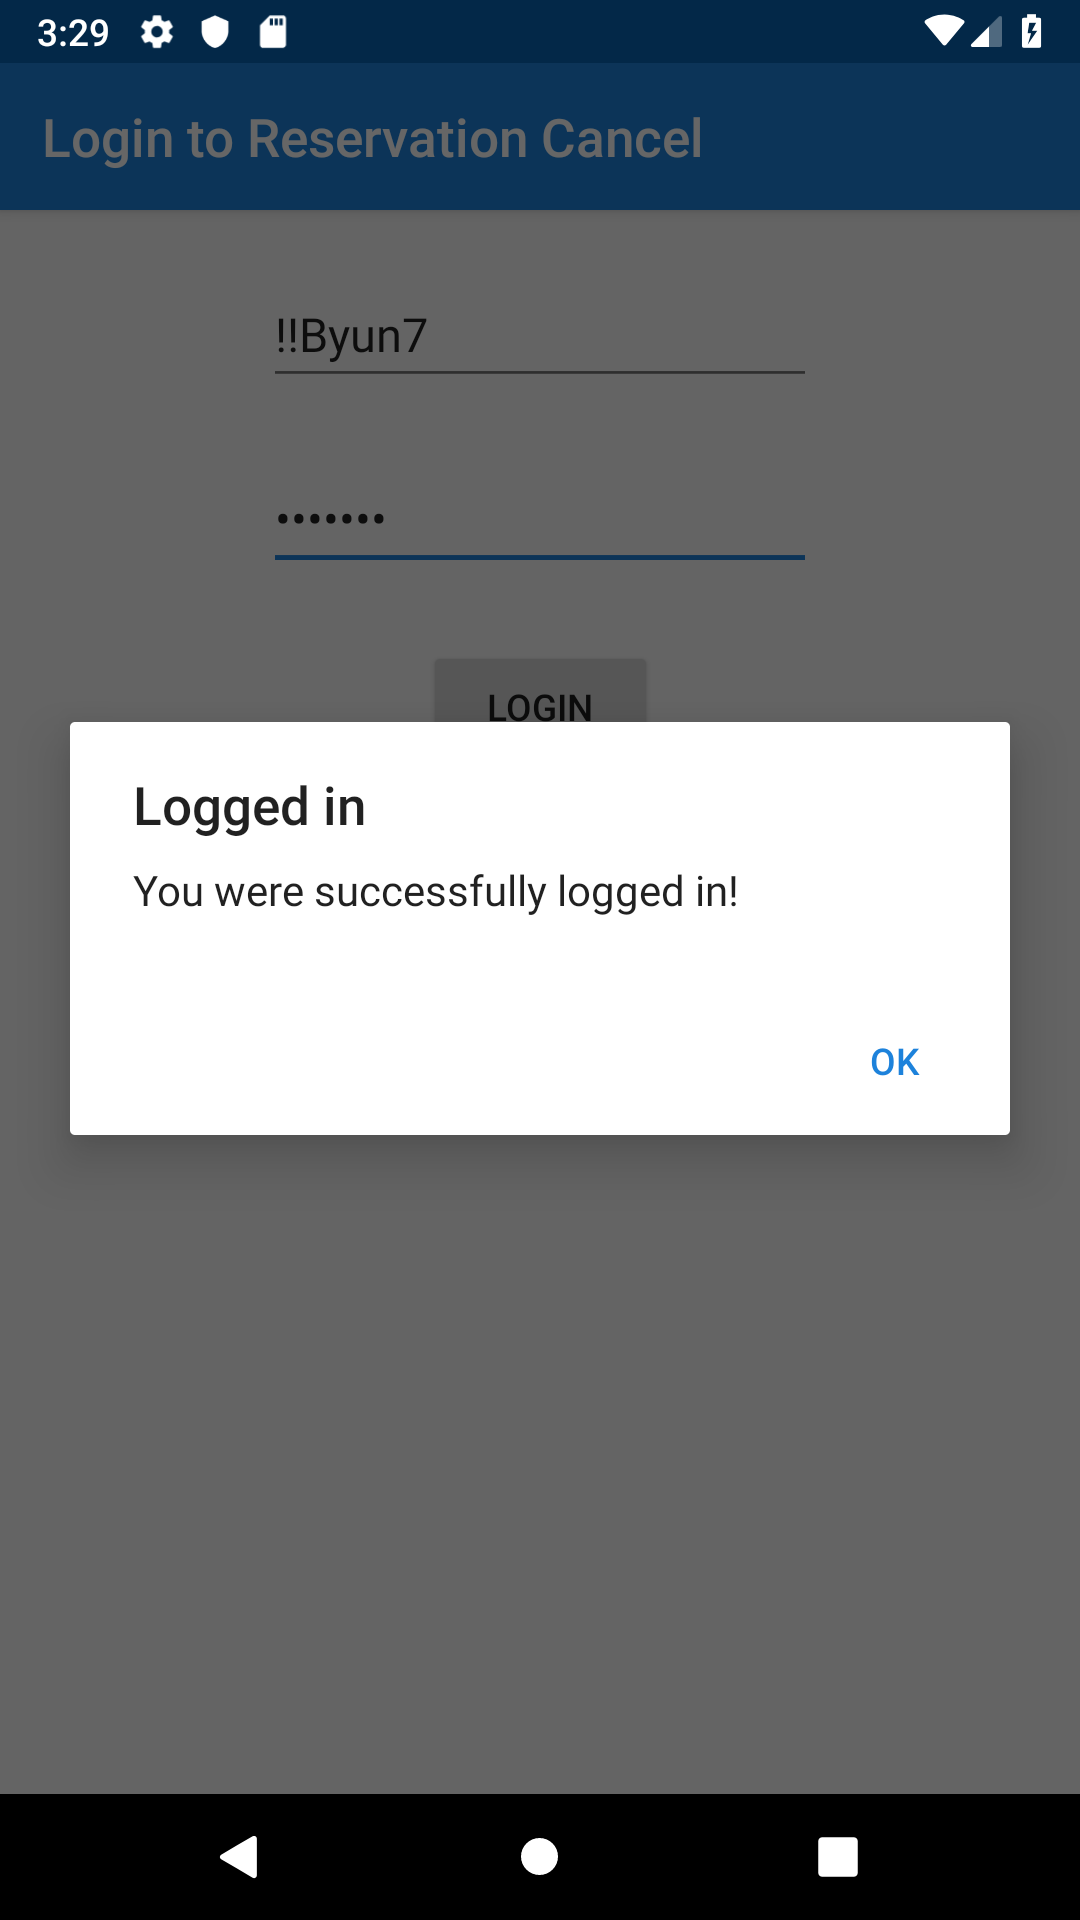 3:29
Login to Reservation Cancel
!!Byun7
•••••••
LOGIN
Logged in
You were successfully logged in!
OK